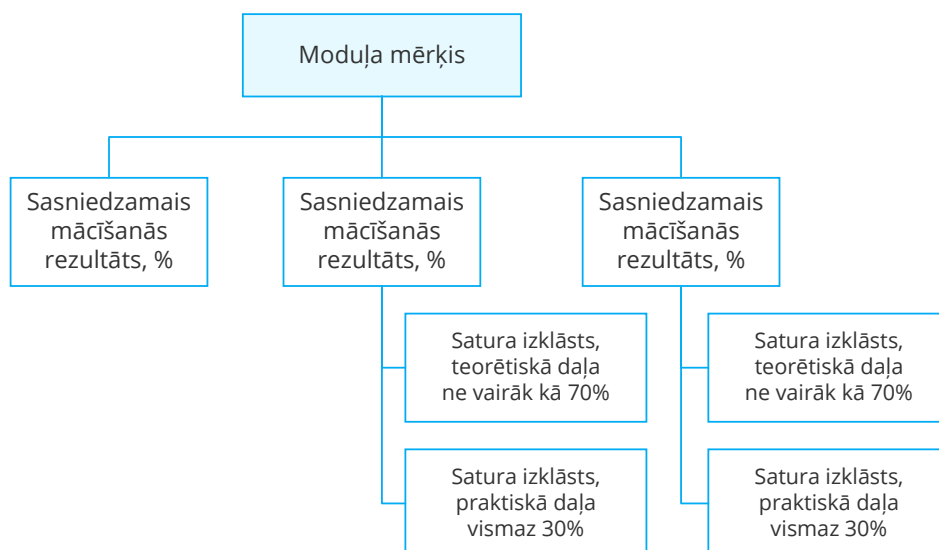 Moduļa mērķis
Sasniedzamais
mācīšanās
rezultāts, %
Sasniedzamais
mācīšanās
rezultāts, %
Sasniedzamais
mācīšanās
rezultāts, %
Satura izklāsts,
teorētiskā daļa
ne vairāk kā 70%
Satura izklāsts,
teorētiskā daļa
ne vairāk kā 70%
Satura izklāsts,
praktiskā daļa
vismaz 30%
Satura izklāsts,
praktiskā daļa
vismaz 30%